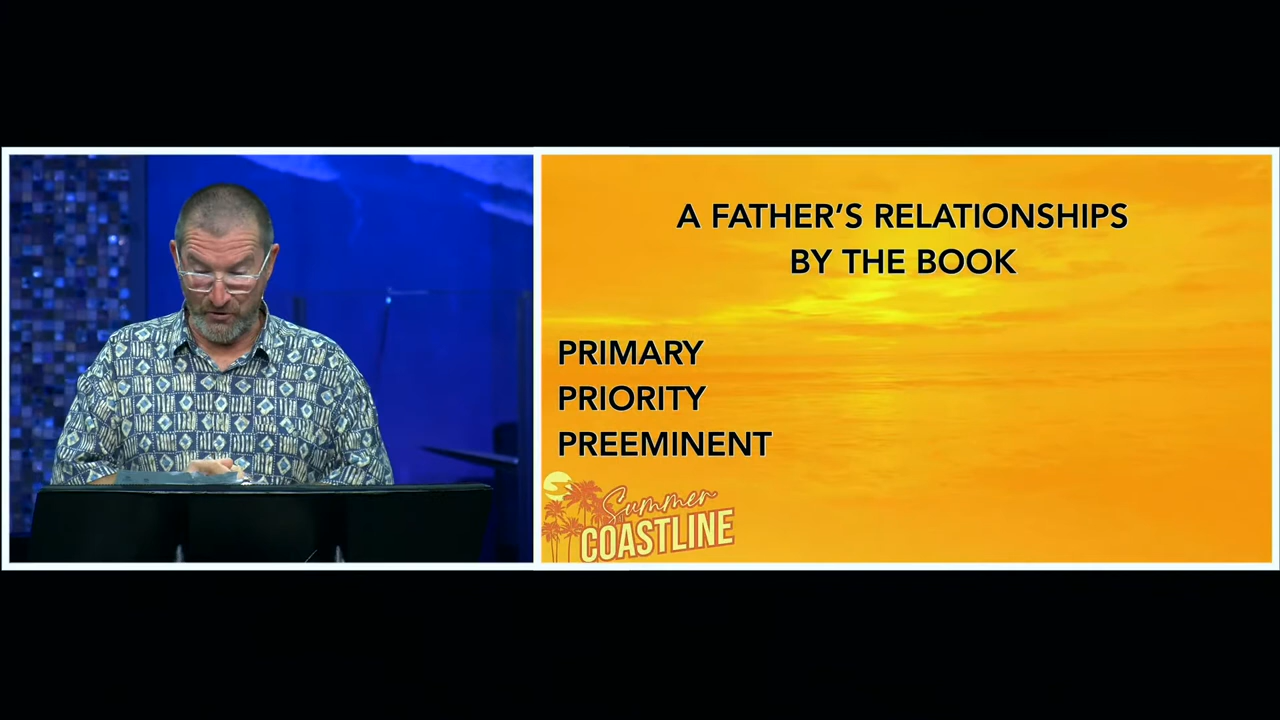 A FATHER'S RELATIONSHIPS
BY THE BOOK
PRIMARY
PRIORITY
PREEMINENT
Summer
COASTLINE